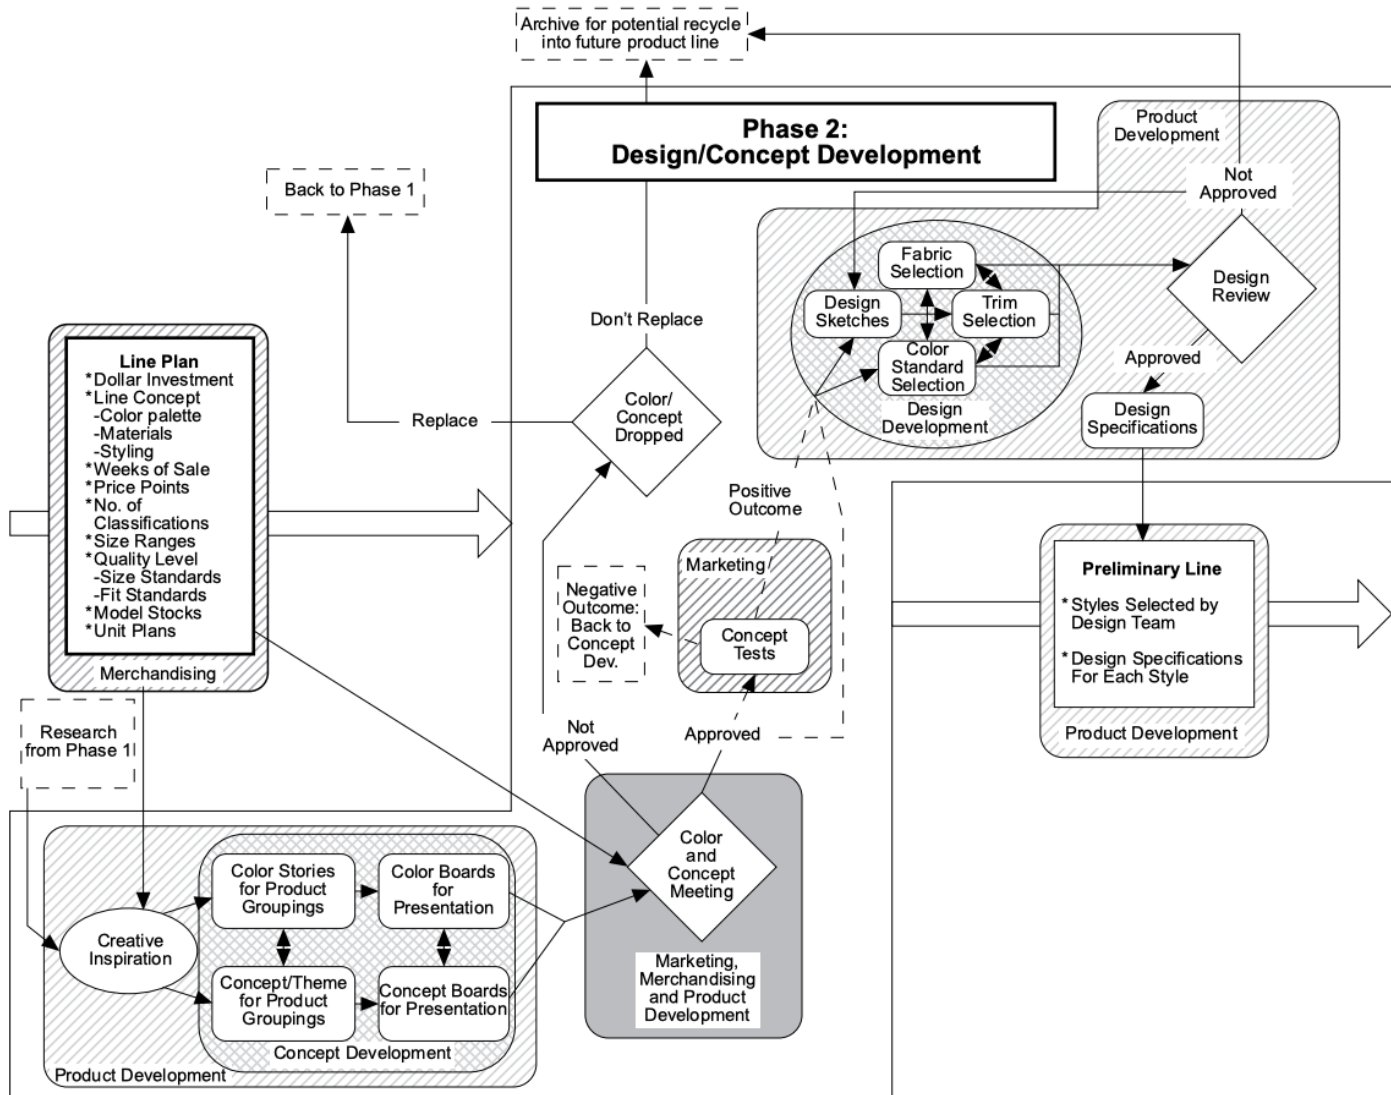 Archive for potential recycle
into future product line
Phase 2:
Design/Concept Development
Product
Development
Back to Phase 1
Not
Approved
Fabric
Selection
Design
Sketches
Trim
Selection
Color
Standard
Selection
Design
Development
Design
Review
Approved
Design
Specifications
Don't Replace
Replace
Color/
Concept
Dropped
Line Plan
*Dollar Investment
*Line Concept
-Color palette
-Materials
-Styling
*Weeks of Sale
*Price Points
*No. of
Classifications
*Size Ranges
*Quality Level
-Size Standards
-Fit Standards
*Model Stocks
*Unit Plans
Merchandising
Positive
Outcome
Marketing
Concept
Tests
Negative
Outcome:
Back to
Concept
Dev.
Preliminary Line
*Styles Selected by
Design Team
*Design Specifications
For Each Style
Product Development
Research
from Phase 1
Not
Approved
Approved
Creative
Inspiration
Color Stories
for Product
Groupings
Color Boards
for
Presentation
Concept/Theme
for Product
Groupings
Concept Boards
for Presentation
Concept Development
Product Development
Color
and
Concept
Meeting
Marketing,
Merchandising
and Product
Development